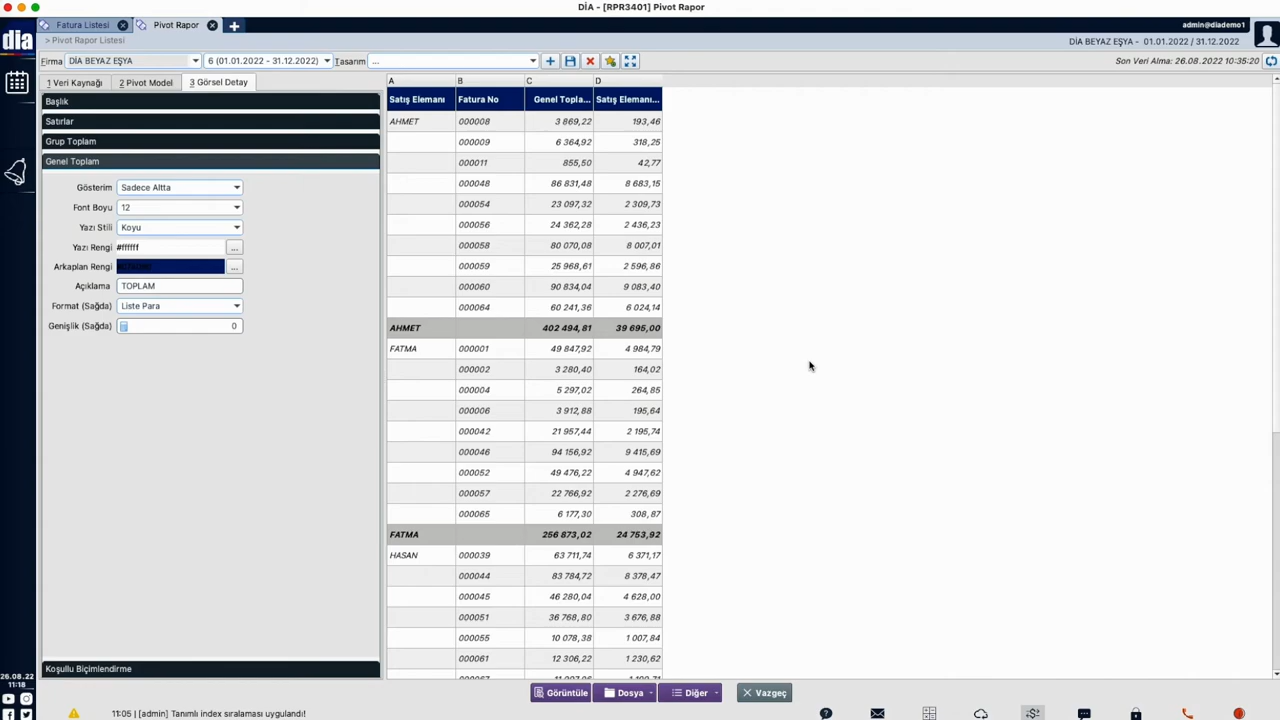 DİA - [RPR3401] Pivot Rapor
dia
Fatura Listesi
Pivot Rapor
admin@diademo1
> Pivot Rapor Listesi
DİA BEYAZ EŞYA - 01.01.2022 / 31.12.2022
Firma DİA BEYAZ EŞYA 6 (01.01.2022 - 31.12.2022) Tasarım ...
Son Veri Alma: 26.08.2022 10:35:20
1 Veri Kaynağı 2 Pivot Model 3 Görsel Detay
Başlık
Satırlar
Grup Toplam
Genel Toplam
Gösterim Sadece Altta
Font Boyu 12
Yazı Stili Koyu
Yazı Rengi #ffffff ...
Arkaplan Rengi ...
Açıklama TOPLAM
Format (Sağda) Liste Para
Genişlik (Sağda) 0
Koşullu Biçimlendirme
A B C D
Satış Elemanı Fatura No Genel Topla... Satış Elemanı...
AHMET 000008 3 869,22 193,46
000009 6 364,92 318,25
000011 855,50 42,77
000048 86 831,48 8 683,15
000054 23 097,32 2 309,73
000056 24 362,28 2 436,23
000058 80 070,08 8 007,01
000059 25 968,61 2 596,86
000060 90 834,04 9 083,40
000064 60 241,36 6 024,14
AHMET 402 494,81 39 695,00
FATMA 000001 49 847,92 4 984,79
000002 3 280,40 164,02
000004 5 297,02 264,85
000006 3 912,88 195,64
000042 21 957,44 2 195,74
000046 94 156,92 9 415,69
000052 49 476,22 4 947,62
000057 22 766,92 2 276,69
000065 6 177,30 308,87
FATMA 256 873,02 24 753,92
HASAN 000039 63 711,74 6 371,17
000044 83 784,72 8 378,47
000045 46 280,04 4 628,00
000051 36 768,80 3 676,88
000055 10 078,38 1 007,84
000061 12 306,22 1 230,62
Görüntüle Dosya Diğer Vazgeç
26.08.22
11:18
11:05 | [admin] Tanımlı index sıralaması uygulandı!